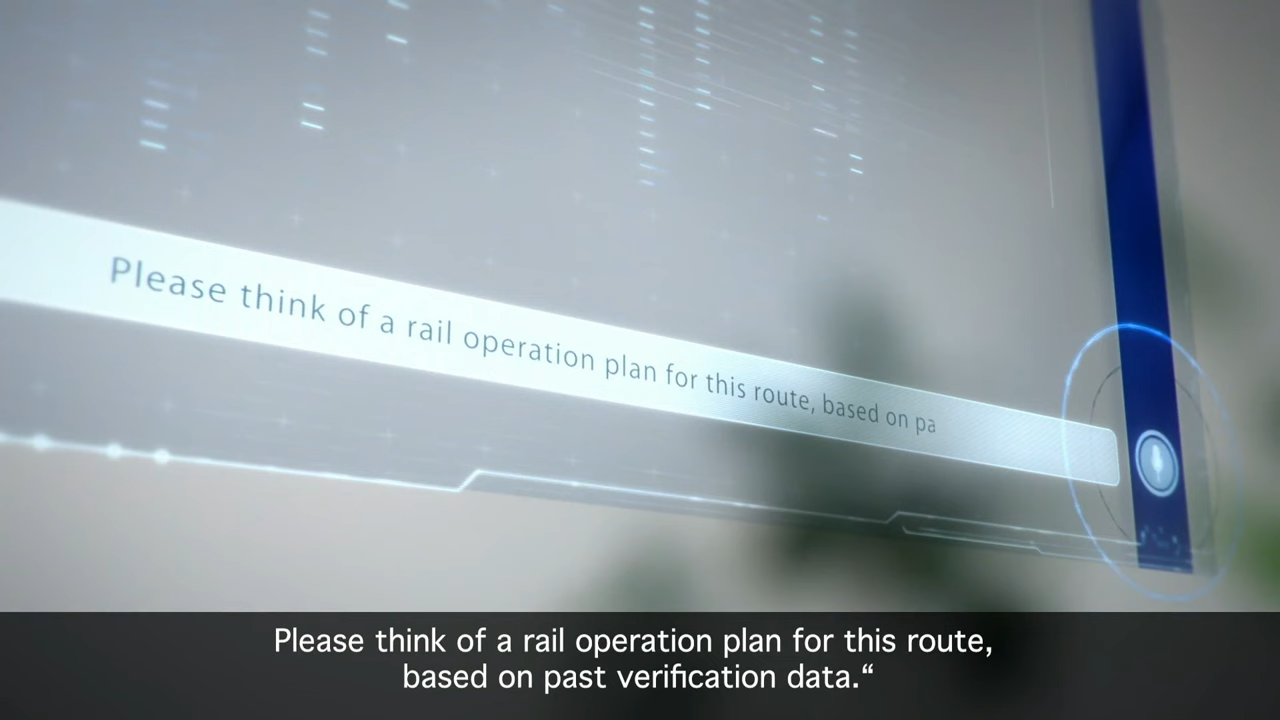 Please think of a rail operation plan for this route, based on pa
Please think of a rail operation plan for this route,
based on past verification data.“